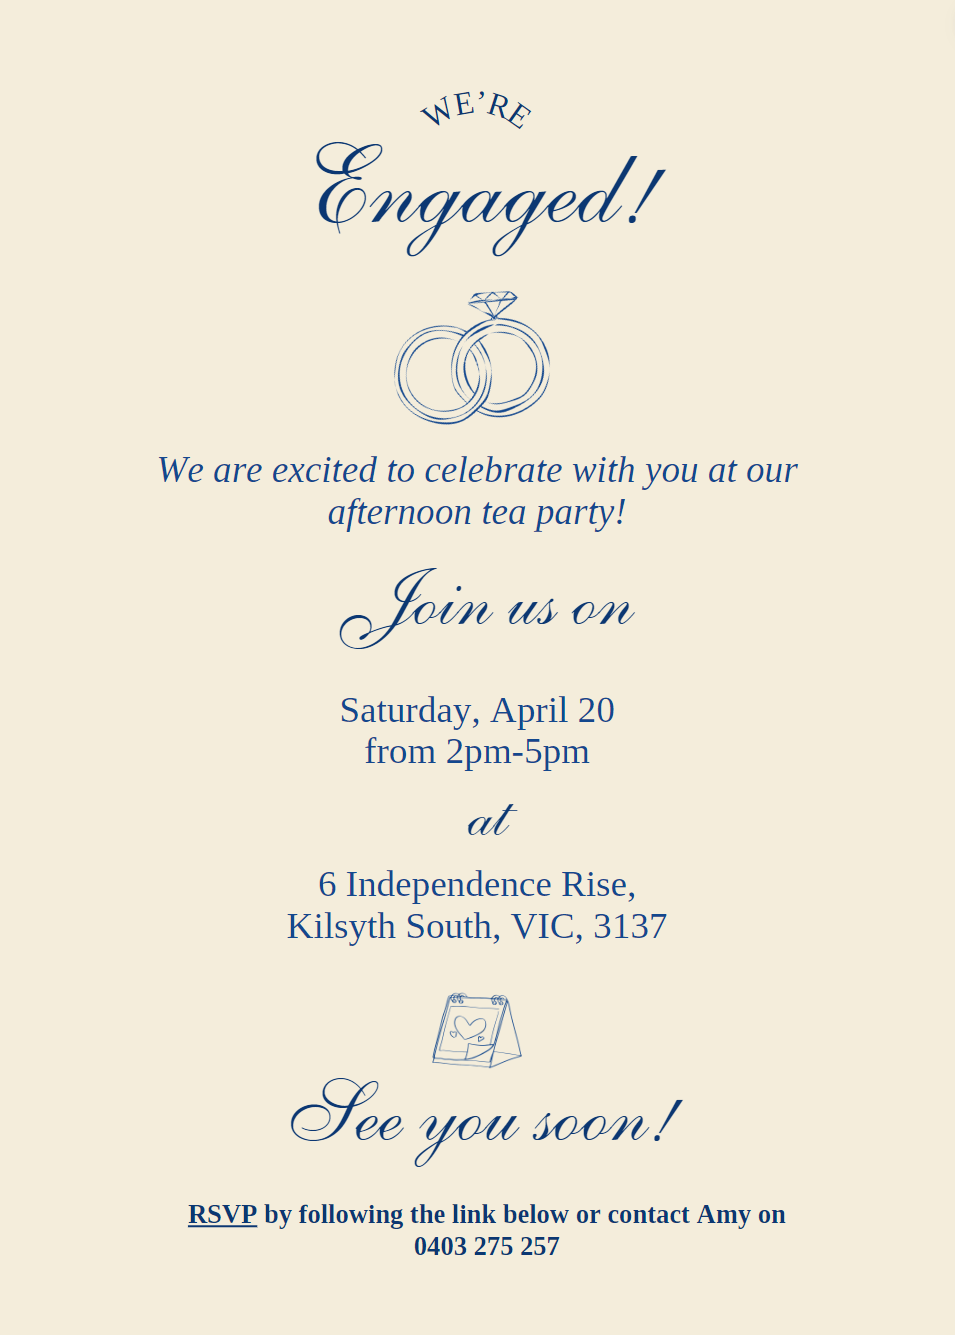 WE’RE
Engaged!
We are excited to celebrate with you at our
afternoon tea party!
Join us on
Saturday, April 20
from 2pm-5pm
at
6 Independence Rise,
Kilsyth South, VIC, 3137
See you soon!
RSVP by following the link below or contact Amy on
0403 275 257